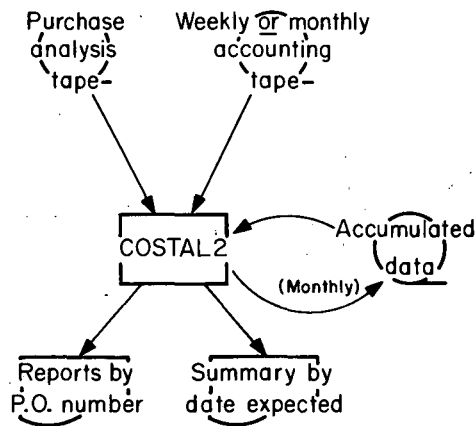 Purchase
analysis
tape
Weekly or monthly
accounting
tape
COSTAL2
Accumulated
data
(Monthly)
Reports by
P.O. number
Summary by
date expected